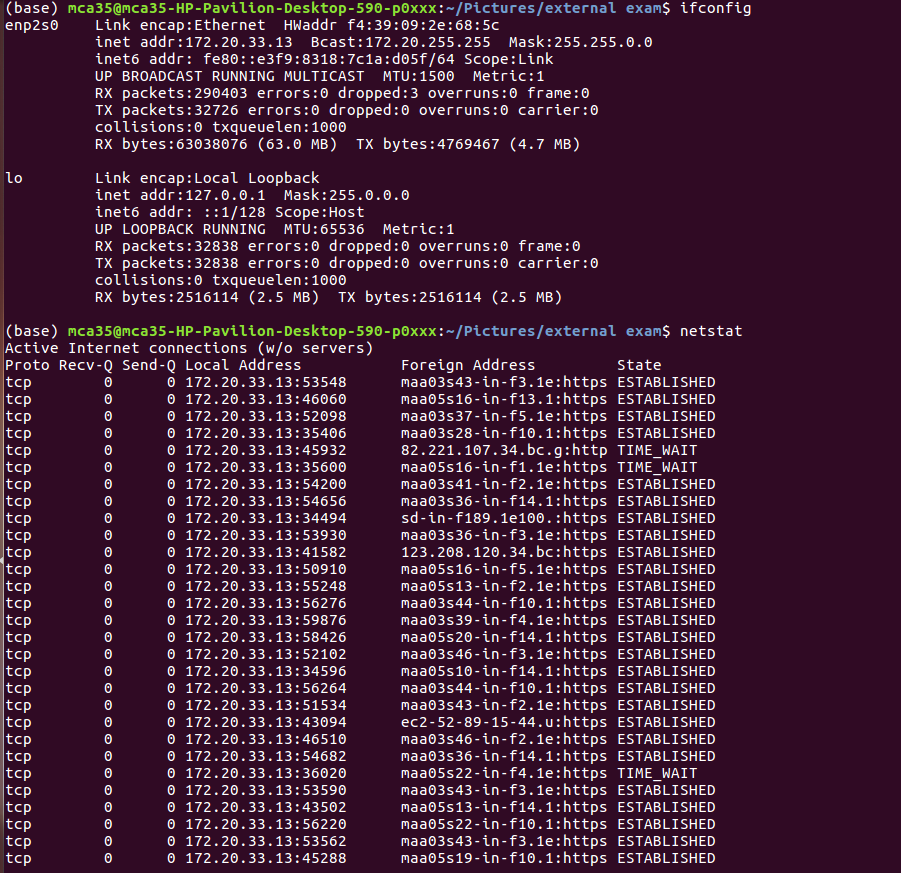 (base) mca35@mca35-HP-Pavilion-Desktop-590-p0xxx:~/Pictures/external exam$ ifconfig
enp2s0    Link encap:Ethernet  HWaddr f4:39:09:2e:68:5c
          inet addr:172.20.33.13  Bcast:172.20.255.255  Mask:255.255.0.0
          inet6 addr: fe80::e3f9:8318:7c1a:d05f/64 Scope:Link
          UP BROADCAST RUNNING MULTICAST  MTU:1500  Metric:1
          RX packets:290403 errors:0 dropped:3 overruns:0 frame:0
          TX packets:32726 errors:0 dropped:0 overruns:0 carrier:0
          collisions:0 txqueuelen:1000
          RX bytes:63038076 (63.0 MB)  TX bytes:4769467 (4.7 MB)

lo        Link encap:Local Loopback
          inet addr:127.0.0.1  Mask:255.0.0.0
          inet6 addr: ::1/128 Scope:Host
          UP LOOPBACK RUNNING  MTU:65536  Metric:1
          RX packets:32838 errors:0 dropped:0 overruns:0 frame:0
          TX packets:32838 errors:0 dropped:0 overruns:0 carrier:0
          collisions:0 txqueuelen:1000
          RX bytes:2516114 (2.5 MB)  TX bytes:2516114 (2.5 MB)

(base) mca35@mca35-HP-Pavilion-Desktop-590-p0xxx:~/Pictures/external exam$ netstat
Active Internet connections (w/o servers)
Proto Recv-Q Send-Q Local Address           Foreign Address         State
tcp        0      0 172.20.33.13:53548      maa03s43-in-f3.1e:https ESTABLISHED
tcp        0      0 172.20.33.13:46060      maa05s16-in-f13.1:https ESTABLISHED
tcp        0      0 172.20.33.13:52098      maa03s37-in-f5.1e:https ESTABLISHED
tcp        0      0 172.20.33.13:35406      maa03s28-in-f10.1:https ESTABLISHED
tcp        0      0 172.20.33.13:45932      82.221.107.34.bc.g:http TIME_WAIT
tcp        0      0 172.20.33.13:35600      maa05s16-in-f1.1e:https TIME_WAIT
tcp        0      0 172.20.33.13:54200      maa03s41-in-f2.1e:https ESTABLISHED
tcp        0      0 172.20.33.13:54656      maa03s36-in-f14.1:https ESTABLISHED
tcp        0      0 172.20.33.13:34494      sd-in-f189.1e100.:https ESTABLISHED
tcp        0      0 172.20.33.13:53930      maa03s36-in-f3.1e:https ESTABLISHED
tcp        0      0 172.20.33.13:41582      123.208.120.34.bc:https ESTABLISHED
tcp        0      0 172.20.33.13:50910      maa05s16-in-f5.1e:https ESTABLISHED
tcp        0      0 172.20.33.13:55248      maa05s13-in-f2.1e:https ESTABLISHED
tcp        0      0 172.20.33.13:56276      maa03s44-in-f10.1:https ESTABLISHED
tcp        0      0 172.20.33.13:59876      maa03s39-in-f4.1e:https ESTABLISHED
tcp        0      0 172.20.33.13:58426      maa05s20-in-f14.1:https ESTABLISHED
tcp        0      0 172.20.33.13:52102      maa03s46-in-f3.1e:https ESTABLISHED
tcp        0      0 172.20.33.13:34596      maa05s10-in-f14.1:https ESTABLISHED
tcp        0      0 172.20.33.13:56264      maa03s44-in-f10.1:https ESTABLISHED
tcp        0      0 172.20.33.13:51534      maa03s43-in-f2.1e:https ESTABLISHED
tcp        0      0 172.20.33.13:43094      ec2-52-89-15-44.u:https ESTABLISHED
tcp        0      0 172.20.33.13:46510      maa03s46-in-f2.1e:https ESTABLISHED
tcp        0      0 172.20.33.13:54682      maa03s36-in-f14.1:https ESTABLISHED
tcp        0      0 172.20.33.13:36020      maa05s22-in-f4.1e:https TIME_WAIT
tcp        0      0 172.20.33.13:53590      maa03s43-in-f3.1e:https ESTABLISHED
tcp        0      0 172.20.33.13:43502      maa05s13-in-f14.1:https ESTABLISHED
tcp        0      0 172.20.33.13:56220      maa05s22-in-f10.1:https ESTABLISHED
tcp        0      0 172.20.33.13:53562      maa03s43-in-f3.1e:https ESTABLISHED
tcp        0      0 172.20.33.13:45288      maa05s19-in-f10.1:https ESTABLISHED